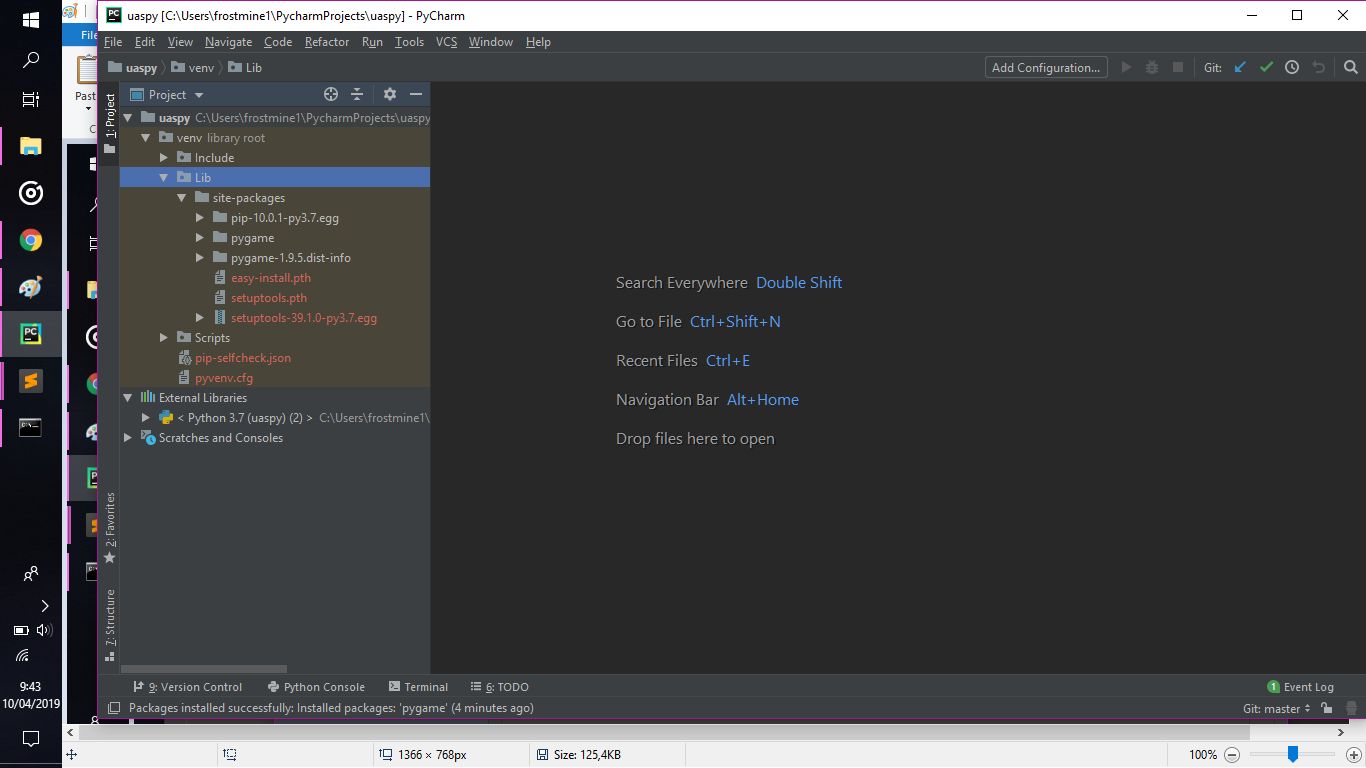 uaspy [C:\Users\frostmine1\PycharmProjects\uaspy] - PyCharm
File
File Edit View Navigate Code Refactor Run Tools VCS Window Help
uaspy venv Lib
Add Configuration...
Git:
Past
1: Project
Project
uaspy C:\Users\frostmine1\PycharmProjects\uaspy
venv library root
Include
Lib
site-packages
pip-10.0.1-py3.7.egg
pygame
pygame-1.9.5.dist-info
easy-install.pth
setuptools.pth
setuptools-39.1.0-py3.7.egg
Scripts
pip-selfcheck.json
pyvenv.cfg
External Libraries
< Python 3.7 (uaspy) (2) > C:\Users\frostmine1\
Scratches and Consoles
Search Everywhere Double Shift
Go to File Ctrl+Shift+N
Recent Files Ctrl+E
Navigation Bar Alt+Home
Drop files here to open
2: Favorites
7: Structure
9: Version Control
Python Console
Terminal
6: TODO
1 Event Log
Packages installed successfully: Installed packages: 'pygame' (4 minutes ago)
Git: master
9:43
10/04/2019
1366 × 768px
Size: 125,4KB
100%